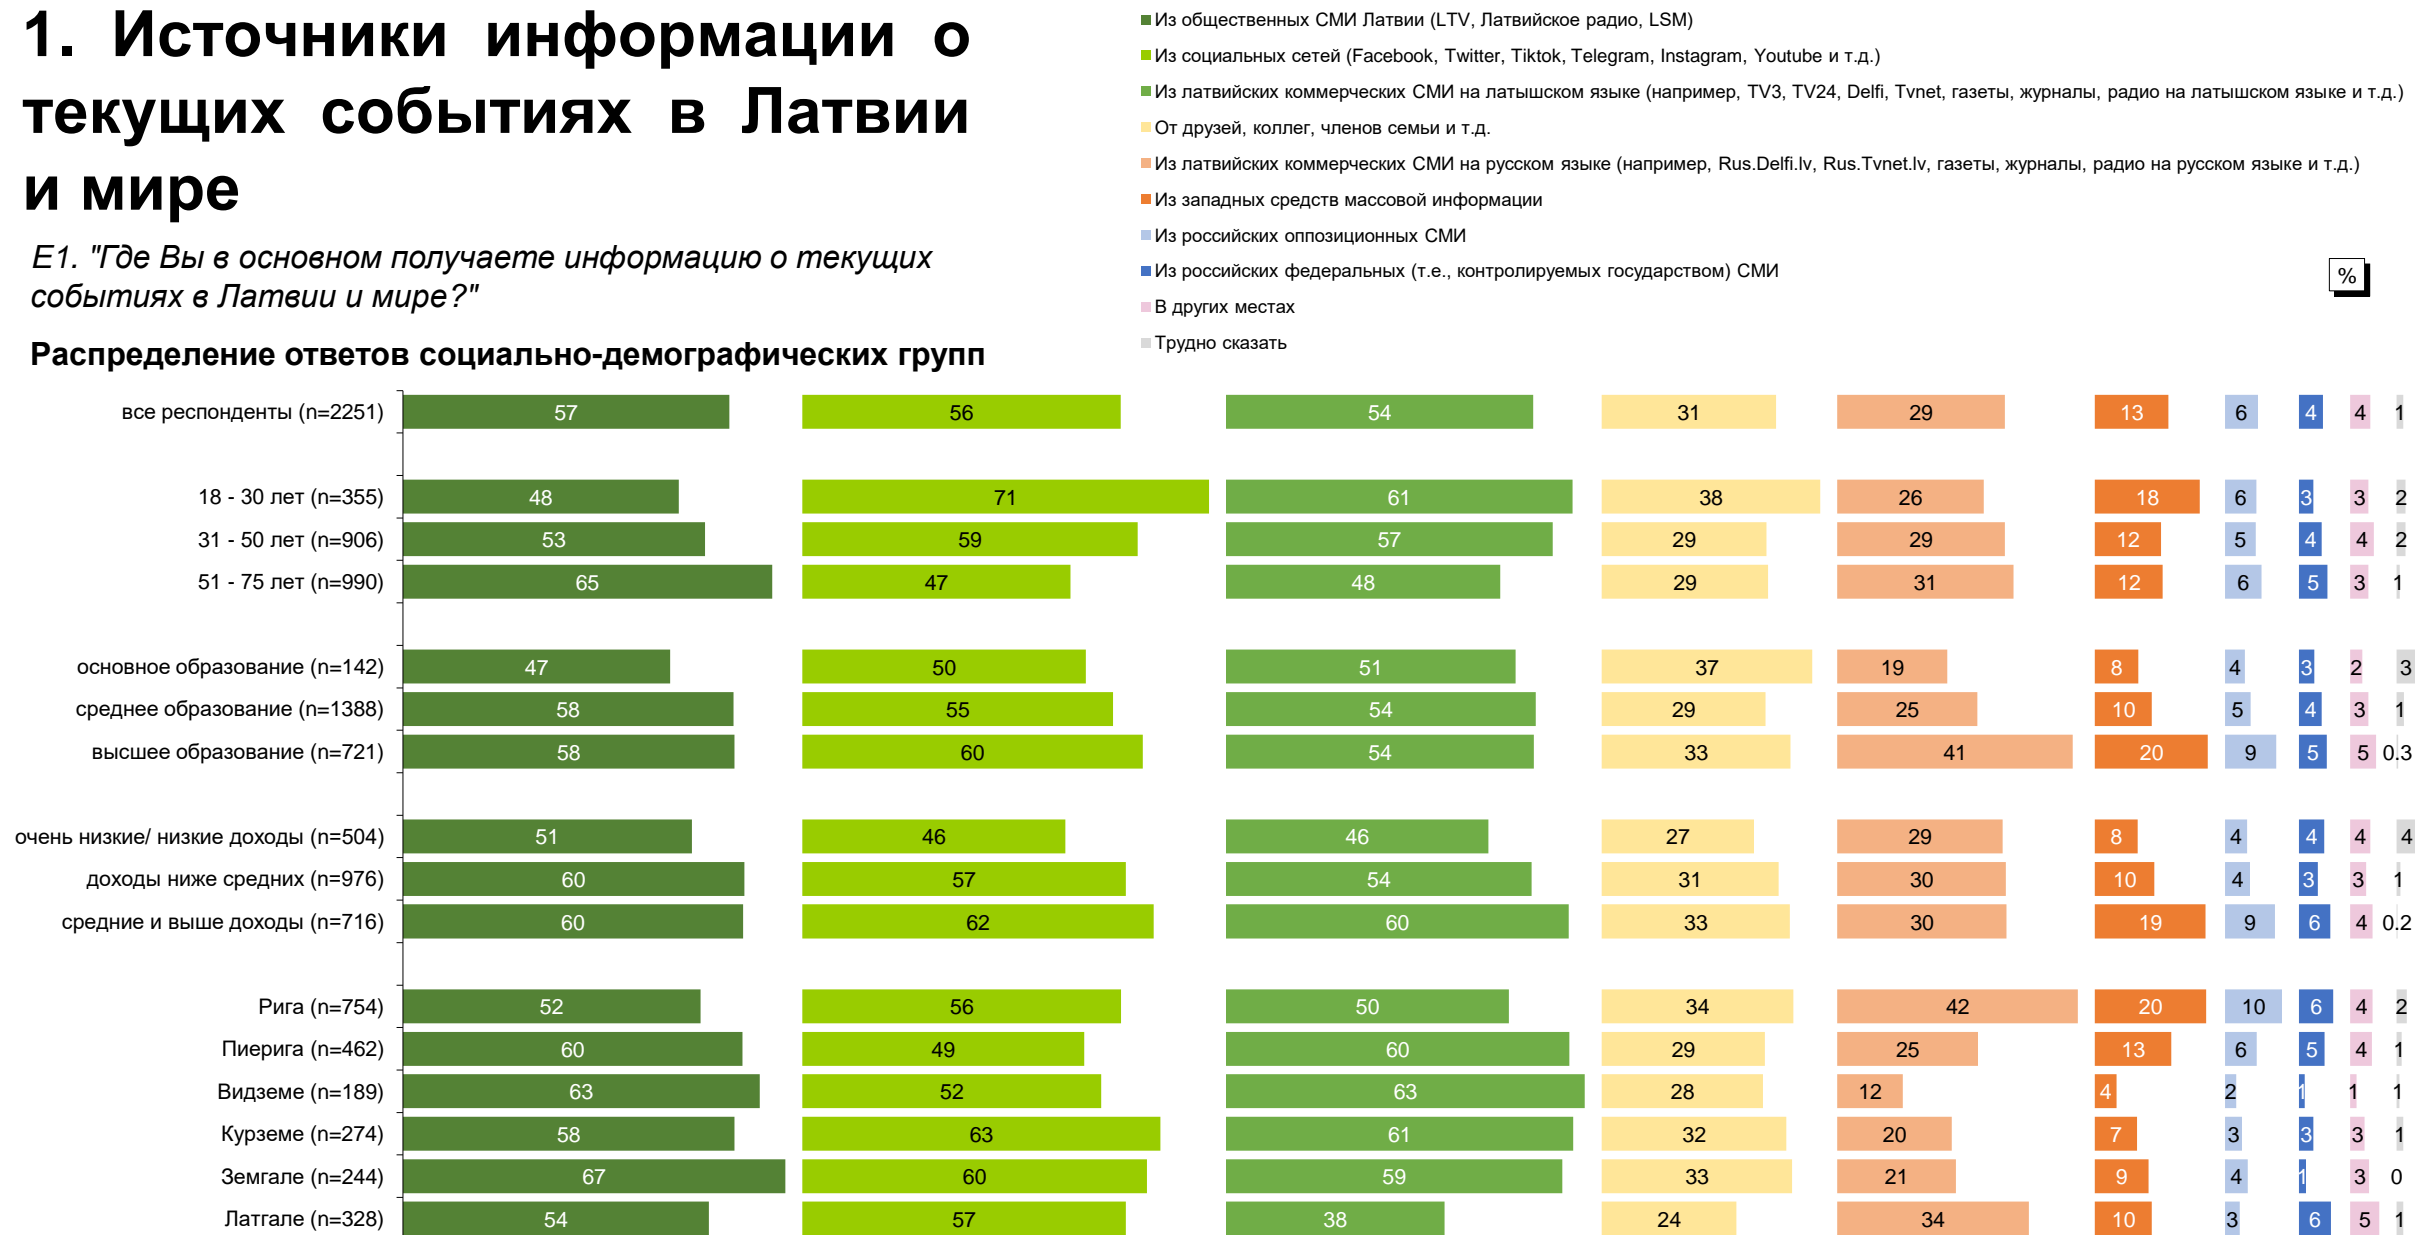 1. Источники информации о
текущих событиях в Латвии
и мире
E1. "Где Вы в основном получаете информацию о текущих
событиях в Латвии и мире?"
Распределение ответов социально-демографических групп
Из общественных СМИ Латвии (LTV, Латвийское радио, LSM)
Из социальных сетей (Facebook, Twitter, Tiktok, Telegram, Instagram, Youtube и т.д.)
Из латвийских коммерческих СМИ на латышском языке (например, TV3, TV24, Delfi, Tvnet, газеты, журналы, радио на латышском языке и т.д.)
От друзей, коллег, членов семьи и т.д.
Из латвийских коммерческих СМИ на русском языке (например, Rus.Delfi.lv, Rus.Tvnet.lv, газеты, журналы, радио на русском языке и т.д.)
Из западных средств массовой информации
Из российских оппозиционных СМИ
Из российских федеральных (т.е., контролируемых государством) СМИ
В других местах
Трудно сказать
%
все респонденты (n=2251) 57 56 54 31 29 13 6 4 4 1
18 - 30 лет (n=355) 48 71 61 38 26 18 6 3 3 2
31 - 50 лет (n=906) 53 59 57 29 29 12 5 4 4 2
51 - 75 лет (n=990) 65 47 48 29 31 12 6 5 3 1
основное образование (n=142) 47 50 51 37 19 8 4 3 2 3
среднее образование (n=1388) 58 55 54 29 25 10 5 4 3 1
высшее образование (n=721) 58 60 54 33 41 20 9 5 5 0.3
очень низкие/ низкие доходы (n=504) 51 46 46 27 29 8 4 4 4 4
доходы ниже средних (n=976) 60 57 54 31 30 10 4 3 3 1
средние и выше доходы (n=716) 60 62 60 33 30 19 9 6 4 0.2
Рига (n=754) 52 56 50 34 42 20 10 6 4 2
Пиерига (n=462) 60 49 60 29 25 13 6 5 4 1
Видземе (n=189) 63 52 63 28 12 4 2 1 1 1
Курземе (n=274) 58 63 61 32 20 7 3 3 3 1
Земгале (n=244) 67 60 59 33 21 9 4 1 3 0
Латгале (n=328) 54 57 38 24 34 10 3 6 5 1